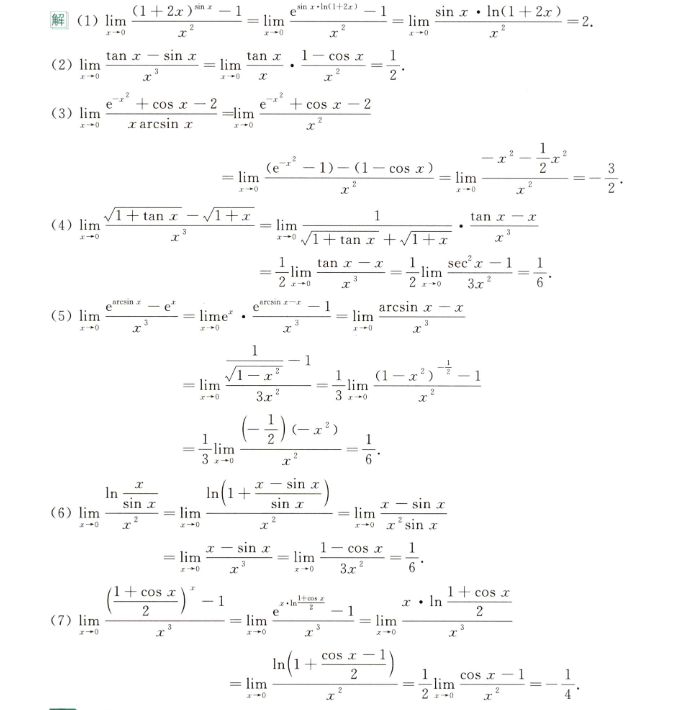 解 (1) lim_{x→0} ((1+2x)^{sin x} − 1)/x² = lim_{x→0} (e^{sin x·ln(1+2x)} − 1)/x² = lim_{x→0} (sin x · ln(1+2x))/x² = 2.
(2) lim_{x→0} (tan x − sin x)/x³ = lim_{x→0} (tan x)/x · (1 − cos x)/x² = 1/2.
(3) lim_{x→0} (e^{−x²} + cos x − 2)/(x arcsin x) = lim_{x→0} (e^{−x²} + cos x − 2)/x²
= lim_{x→0} ((e^{−x²} − 1) − (1 − cos x))/x² = lim_{x→0} (−x² − (1/2)x²)/x² = −3/2.
(4) lim_{x→0} (√(1+tan x) − √(1+x))/x³ = lim_{x→0} 1/(√(1+tan x) + √(1+x)) · (tan x − x)/x³
= (1/2) lim_{x→0} (tan x − x)/x³ = (1/2) lim_{x→0} (sec² x − 1)/(3x²) = 1/6.
(5) lim_{x→0} (e^{arcsin x} − e^x)/x³ = lim_{x→0} e^x · (e^{arcsin x−x} − 1)/x³ = lim_{x→0} (arcsin x − x)/x³
= lim_{x→0} (1/√(1−x²) − 1)/(3x²) = (1/3) lim_{x→0} ((1−x²)^{−1/2} − 1)/x²
= (1/3) lim_{x→0} ((−1/2)(−x²))/x² = 1/6.
(6) lim_{x→0} (ln (x/sin x))/x² = lim_{x→0} ln(1 + (x − sin x)/sin x)/x² = lim_{x→0} (x − sin x)/(x² sin x)
= lim_{x→0} (x − sin x)/x³ = lim_{x→0} (1 − cos x)/(3x²) = 1/6.
(7) lim_{x→0} (((1+cos x)/2)^x − 1)/x³ = lim_{x→0} (e^{x·ln((1+cos x)/2)} − 1)/x³ = lim_{x→0} (x · ln((1+cos x)/2))/x³
= lim_{x→0} ln(1 + (cos x − 1)/2)/x² = (1/2) lim_{x→0} (cos x − 1)/x² = −1/4.